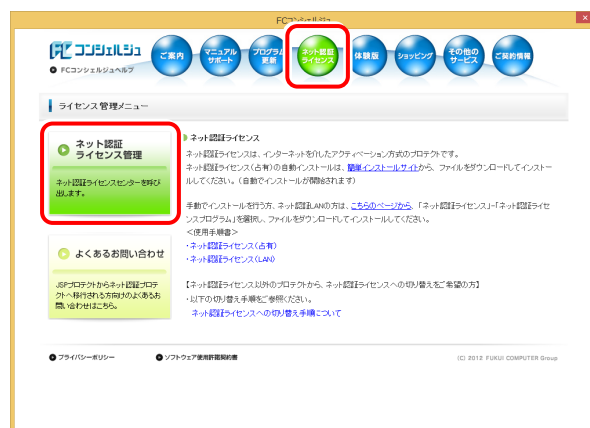 FCコンシェルジュ
FCコンシェルジュ
FCコンシェルジュヘルプ
ご案内
マニュアル
サポート
プログラム
更新
ネット認証
ライセンス
体験版
ショッピング
その他の
サービス
ご契約情報
ライセンス管理メニュー
ネット認証
ライセンス管理
ネット認証ライセンスセンターを呼び
出します。
よくあるお問い合わせ
JSPプロテクトからネット認証プロテ
クトへ移行される方向けのよくあるお
問い合わせはこちら。
ネット認証ライセンス
ネット認証ライセンスは、インターネットを介したアクティベーション方式のプロテクトです。
ネット認証ライセンス(占有)の自動インストールは、簡単インストールサイトから、ファイルをダウンロードしてインストー
ルしてください。(自動でインストールが開始されます)
手動でインストールを行う方、ネット認証LANの方は、こちらのページから、「ネット認証ライセンス」-「ネット認証ライセ
ンスプログラム」を選択し、ファイルをダウンロードしてインストールしてください。
<使用手順書>
・ネット認証ライセンス(占有)
・ネット認証ライセンス(LAN)
【ネット認証ライセンス以外のプロテクトから、ネット認証ライセンスへの切り替えをご希望の方】
・以下の切り替え手順をご参照ください。
ネット認証ライセンスへの切り替え手順について
プライバシーポリシー
ソフトウェア使用許諾契約書
(C) 2012 FUKUI COMPUTER Group